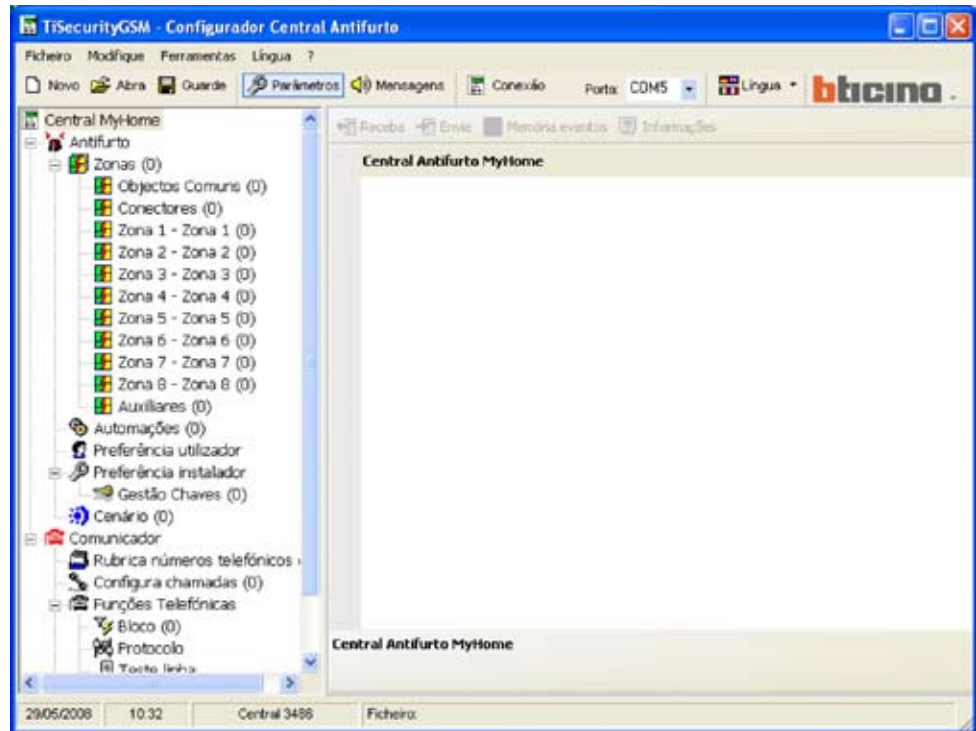 TiSecurityGSM - Configurador Central Antifurto
Ficheiro Modifique Ferramentas Língua ?
Novo Abra Guarde Parâmetros Mensagens Conexão Porta: COM5 Língua bticino
Central MyHome
Receba Envie Memória eventos Informações
Antifurto
Central Antifurto MyHome
Zonas (0)
Objectos Comuns (0)
Conectores (0)
Zona 1 - Zona 1 (0)
Zona 2 - Zona 2 (0)
Zona 3 - Zona 3 (0)
Zona 4 - Zona 4 (0)
Zona 5 - Zona 5 (0)
Zona 6 - Zona 6 (0)
Zona 7 - Zona 7 (0)
Zona 8 - Zona 8 (0)
Auxiliares (0)
Automações (0)
Preferência utilizador
Preferência instalador
Gestão Chaves (0)
Cenário (0)
Comunicador
Rubrica números telefónicos
Configura chamadas (0)
Funções Telefónicas
Bloco (0)
Protocolo
Teste linha
Central Antifurto MyHome
29/05/2008 10:32 Central 3486 Ficheiro: